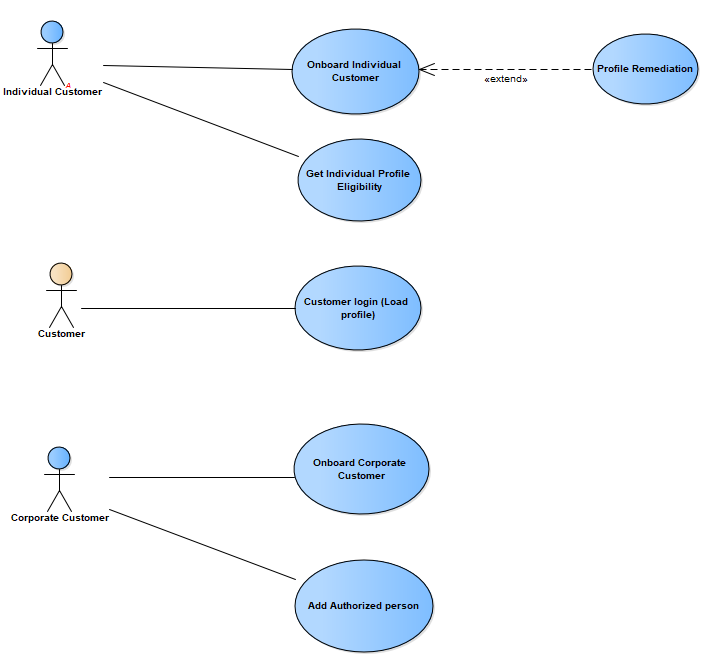 Individual Customer
A
Onboard Individual
Customer
«extend»
Profile Remediation
Get Individual Profile
Eligibility
Customer
Customer login (Load
profile)
Corporate Customer
Onboard Corporate
Customer
Add Authorized person